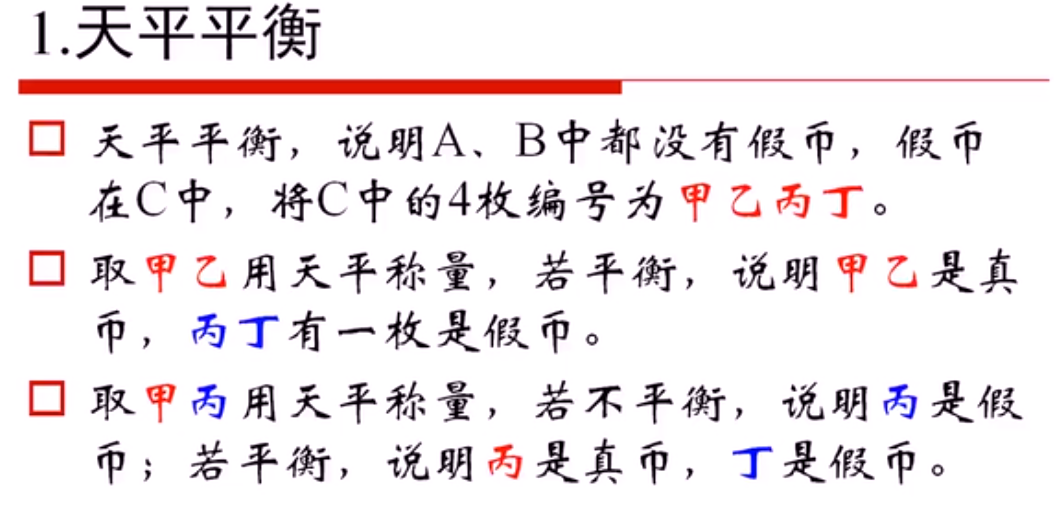 1.天平平衡
天平平衡，说明A、B中都没有假币，假币
在C中，将C中的4枚编号为甲乙丙丁。
取甲乙用天平称量，若平衡，说明甲乙是真
币，丙丁有一枚是假币。
取甲丙用天平称量，若不平衡，说明丙是假
币；若平衡，说明丙是真币，丁是假币。